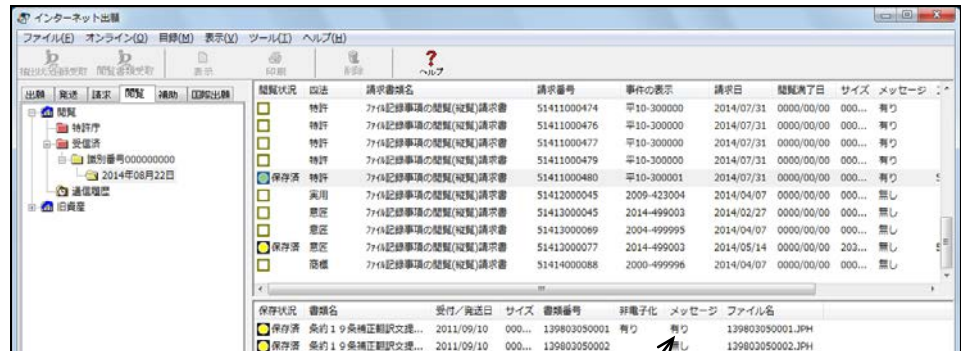 インターネット出願
ファイル(F) オンライン(O) 目録(M) 表示(V) ツール(T) ヘルプ(H)
閲覧書類受取 表示 印刷 削除 ヘルプ
出願 発送 請求 閲覧 補助 国際出願
閲覧
特許庁
受信済
識別番号000000000
2014年08月22日
通信履歴
旧資産
閲覧状況 四法 請求書類名 請求番号 事件の表示 請求日 閲覧満了日 サイズ メッセージ
特許 ファイル記録事項の閲覧(縦覧)請求書 51411000474 平10-300000 2014/07/31 0000/00/00 000... 有り
特許 ファイル記録事項の閲覧(縦覧)請求書 51411000476 平10-300000 2014/07/31 0000/00/00 000... 有り
特許 ファイル記録事項の閲覧(縦覧)請求書 51411000477 平10-300000 2014/07/31 0000/00/00 000... 有り
特許 ファイル記録事項の閲覧(縦覧)請求書 51411000479 平10-300000 2014/07/31 0000/00/00 000... 有り
保存済 特許 ファイル記録事項の閲覧(縦覧)請求書 51411000480 平10-300001 2014/07/31 0000/00/00 000... 有り
実用 ファイル記録事項の閲覧(縦覧)請求書 51412000045 2009-423004 2014/04/07 0000/00/00 000... 無し
意匠 ファイル記録事項の閲覧(縦覧)請求書 51413000045 2014-499003 2014/02/27 0000/00/00 000... 無し
意匠 ファイル記録事項の閲覧(縦覧)請求書 51413000069 2004-499995 2014/04/07 0000/00/00 000... 無し
保存済 意匠 ファイル記録事項の閲覧(縦覧)請求書 51413000077 2014-499003 2014/05/14 0000/00/00 203... 無し
商標 ファイル記録事項の閲覧(縦覧)請求書 51414000088 2000-499996 2014/04/07 0000/00/00 000... 無し
保存状況 書類名 受付/発送日 サイズ 書類番号 非電子化 メッセージ ファイル名
保存済 条約19条補正翻訳文提... 2011/09/10 000... 139803050001 有り 有り 139803050001.JPH
保存済 条約19条補正翻訳文提... 2011/09/10 000... 139803050002 無し 139803050002.JPH